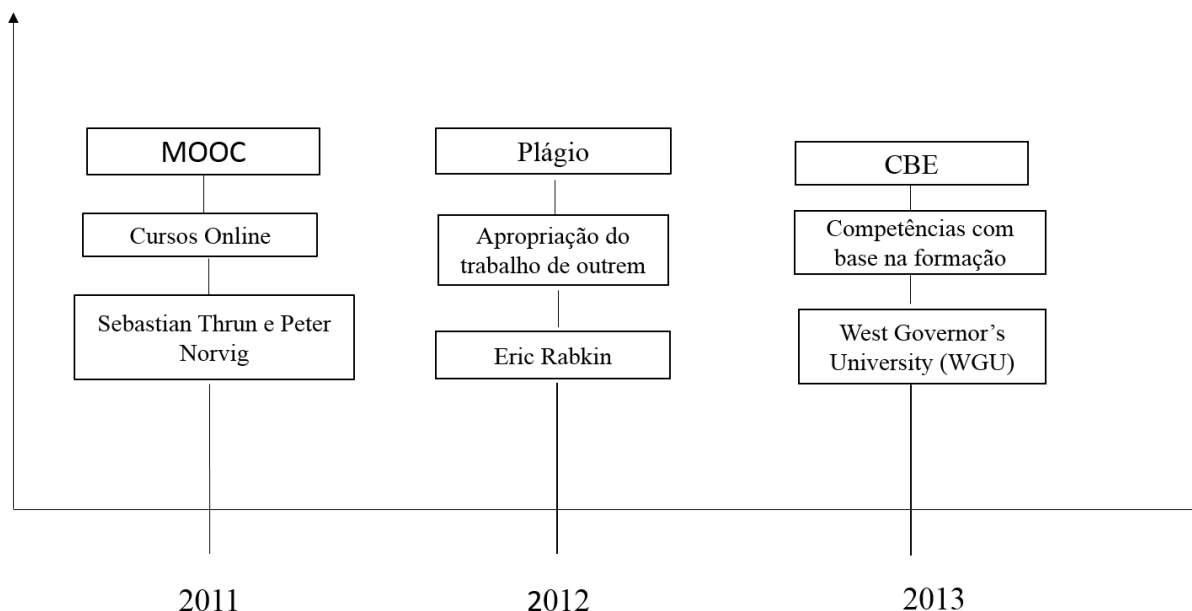 MOOC
Cursos Online
Sebastian Thrun e Peter
Norvig
2011
Plágio
Apropriação do
trabalho de outrem
Eric Rabkin
2012
CBE
Competências com
base na formação
West Governor’s
University (WGU)
2013